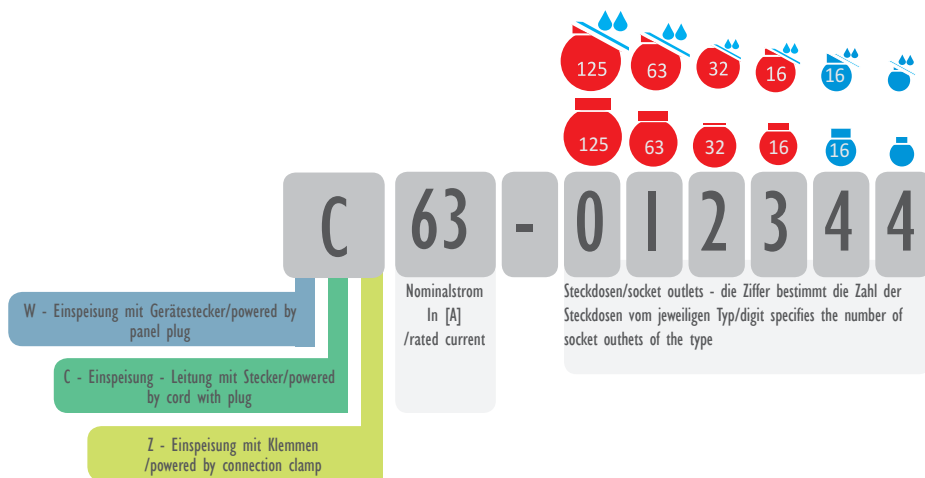 125 63 32 16 16
125 63 32 16 16
C 63 - 0 1 2 3 4 4
Nominalstrom
In [A]
/rated current
Steckdosen/socket outlets - die Ziffer bestimmt die Zahl der
Steckdosen vom jeweiligen Typ/digit specifies the number of
socket outhets of the type
W - Einspeisung mit Gerätestecker/powered by
panel plug
C - Einspeisung - Leitung mit Stecker/powered
by cord with plug
Z - Einspeisung mit Klemmen
/powered by connection clamp